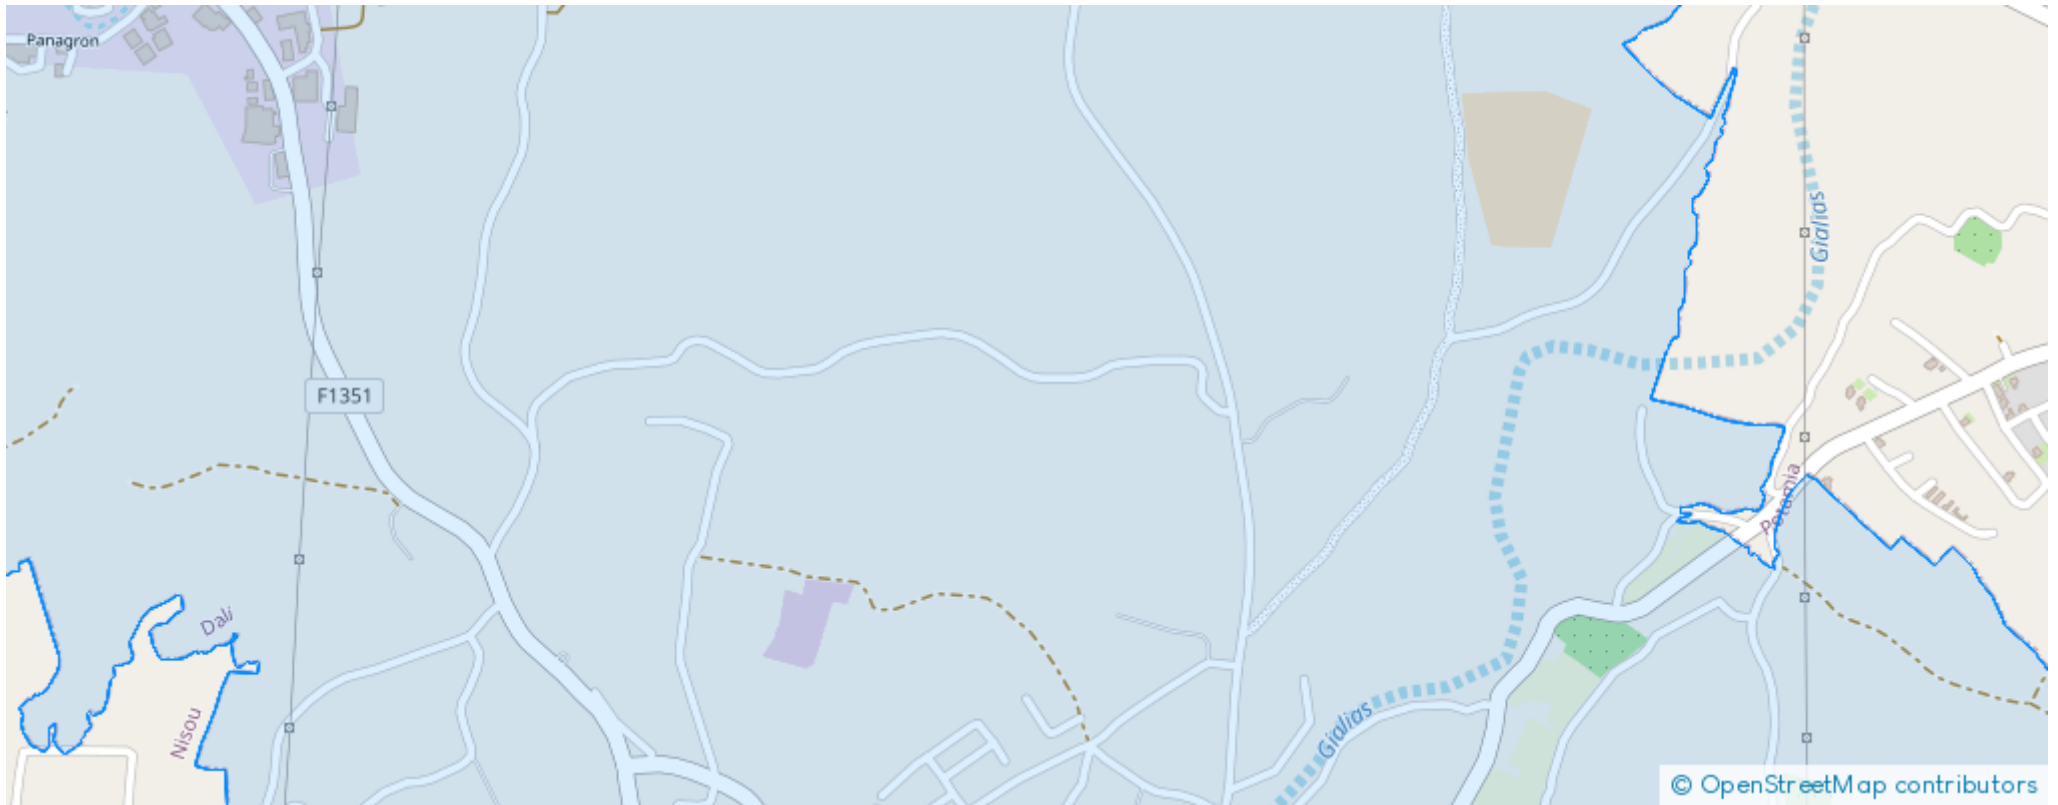 Panagron
Gialias
F1351
Potamia
Dali
Nisou
Gialias
© OpenStreetMap contributors